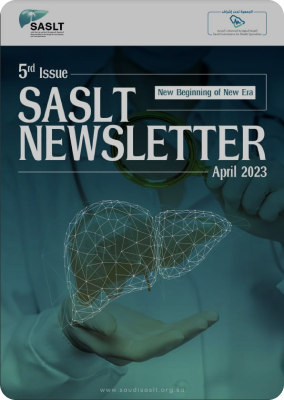 SASLT
5rd Issue
New Beginning of New Era
SASLT
NEWSLETTER
April 2023
www.saudisaslt.org.sa